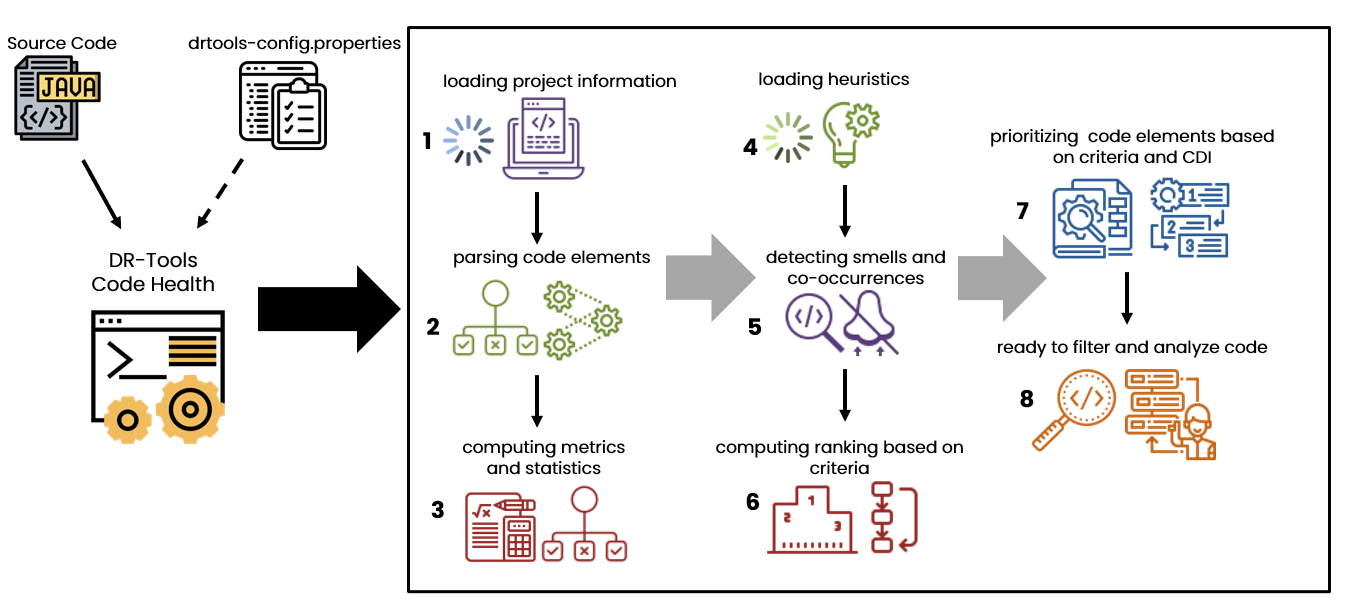 Source Code
JAVA
</>
{</>}
drtools-config.properties
DR-Tools
Code Health
loading project information
1
</>
parsing code elements
2
computing metrics
and statistics
3
√x
loading heuristics
4
detecting smells and
co-occurrences
5
</>
computing ranking based on
criteria
6
1
2
3
prioritizing code elements based
on criteria and CDI
7
1
2
3
ready to filter and analyze code
8
</>